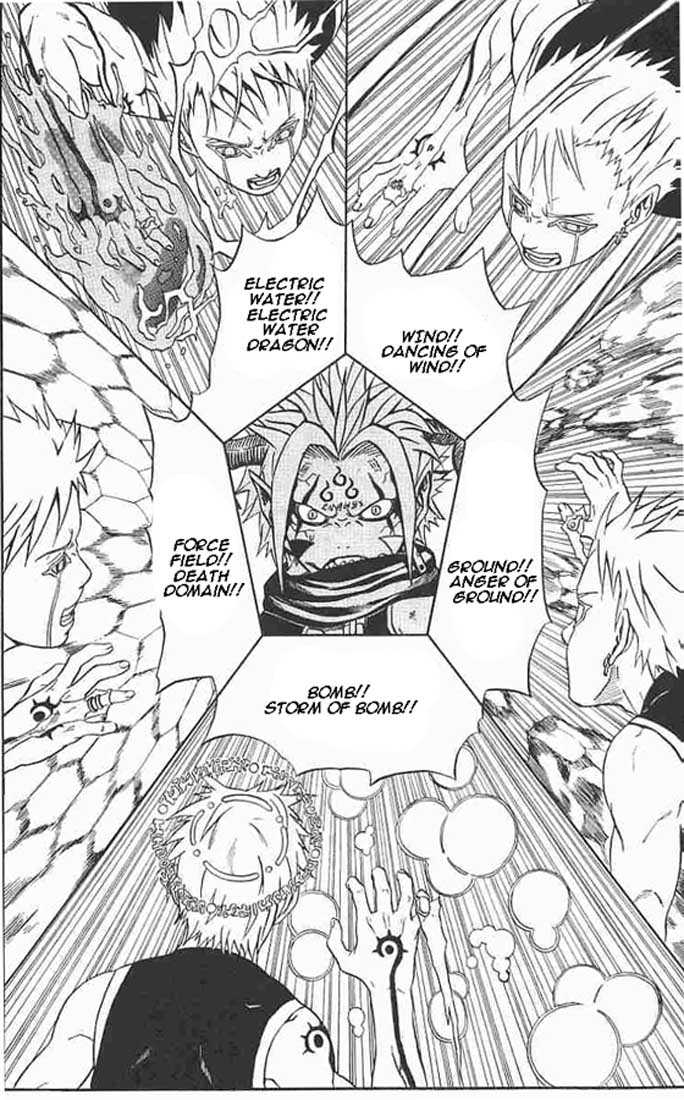 WIND!!
DANCING OF
WIND!!
ELECTRIC
WATER!!
ELECTRIC
WATER
DRAGON!!
GROUND!!
ANGER OF
GROUND!!
FORCE
FIELD!!
DEATH
DOMAIN!!
BOMB!!
STORM OF BOMB!!